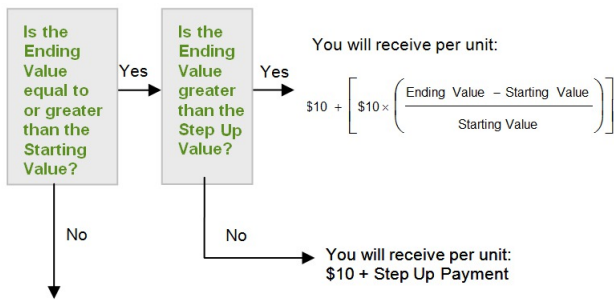 Is the
Ending
Value
equal to
or greater
than the
Starting
Value?
Yes
Is the
Ending
Value
greater
than the
Step Up
Value?
Yes
You will receive per unit:
$10 + [ $10 × ( Ending Value – Starting Value
Starting Value ) ]
No
No
You will receive per unit:
$10 + Step Up Payment